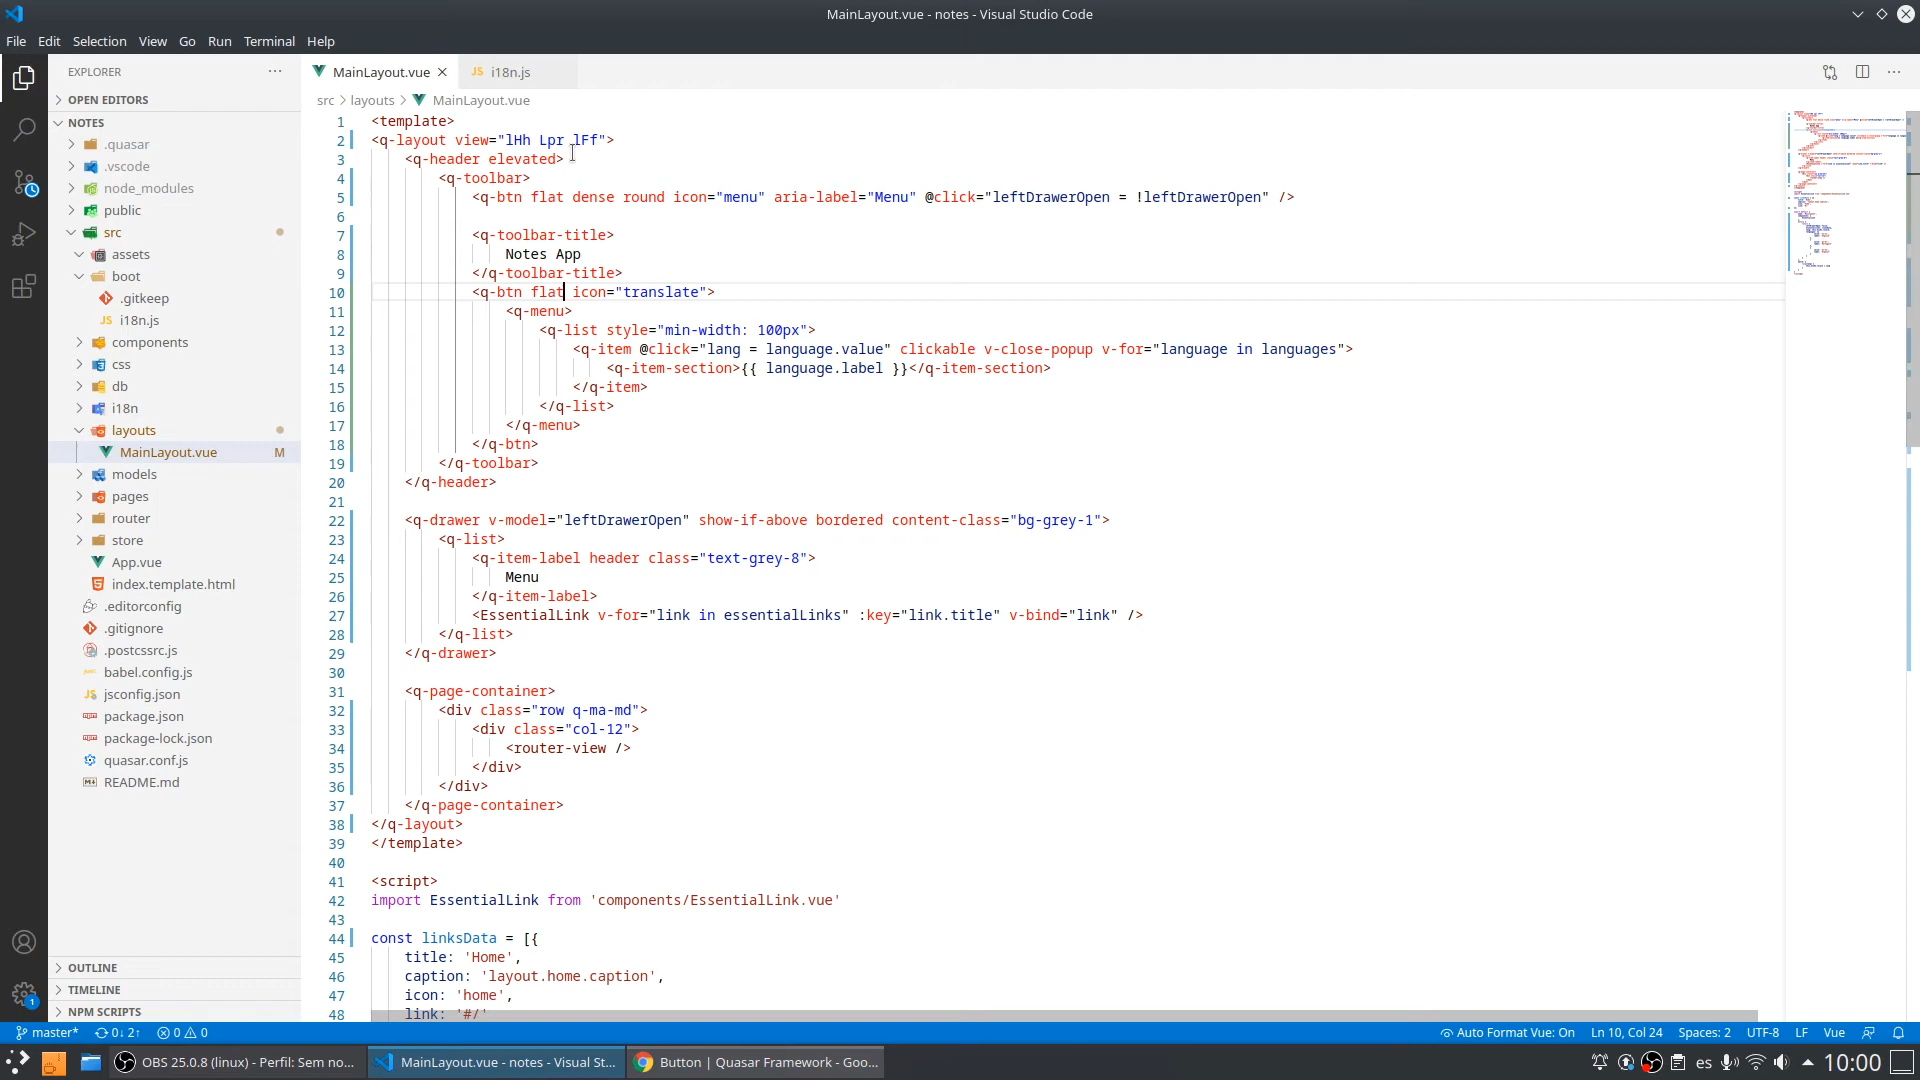 MainLayout.vue - notes - Visual Studio Code
File Edit Selection View Go Run Terminal Help
EXPLORER
MainLayout.vue
JS i18n.js
src > layouts > MainLayout.vue
OPEN EDITORS
NOTES
.quasar
.vscode
node_modules
public
src
assets
boot
.gitkeep
JS i18n.js
components
css
db
i18n
layouts
MainLayout.vue M
models
pages
router
store
App.vue
index.template.html
.editorconfig
.gitignore
.postcssrc.js
babel.config.js
JS jsconfig.json
package.json
package-lock.json
quasar.conf.js
README.md
OUTLINE
TIMELINE
NPM SCRIPTS
1 <template>
2 <q-layout view="lHh Lpr lFf">
3 <q-header elevated>
4 <q-toolbar>
5 <q-btn flat dense round icon="menu" aria-label="Menu" @click="leftDrawerOpen = !leftDrawerOpen" />
6
7 <q-toolbar-title>
8 Notes App
9 </q-toolbar-title>
10 <q-btn flat icon="translate">
11 <q-menu>
12 <q-list style="min-width: 100px">
13 <q-item @click="lang = language.value" clickable v-close-popup v-for="language in languages">
14 <q-item-section>{{ language.label }}</q-item-section>
15 </q-item>
16 </q-list>
17 </q-menu>
18 </q-btn>
19 </q-toolbar>
20 </q-header>
21
22 <q-drawer v-model="leftDrawerOpen" show-if-above bordered content-class="bg-grey-1">
23 <q-list>
24 <q-item-label header class="text-grey-8">
25 Menu
26 </q-item-label>
27 <EssentialLink v-for="link in essentialLinks" :key="link.title" v-bind="link" />
28 </q-list>
29 </q-drawer>
30
31 <q-page-container>
32 <div class="row q-ma-md">
33 <div class="col-12">
34 <router-view />
35 </div>
36 </div>
37 </q-page-container>
38 </q-layout>
39 </template>
40
41 <script>
42 import EssentialLink from 'components/EssentialLink.vue'
43
44 const linksData = [{
45 title: 'Home',
46 caption: 'layout.home.caption',
47 icon: 'home',
48 link: '#/'
master* 0↓ 2↑ 0 0
Auto Format Vue: On Ln 10, Col 24 Spaces: 2 UTF-8 LF Vue
OBS 25.0.8 (linux) - Perfil: Sem no...
MainLayout.vue - notes - Visual St...
Button | Quasar Framework - Goo...
es
10:00